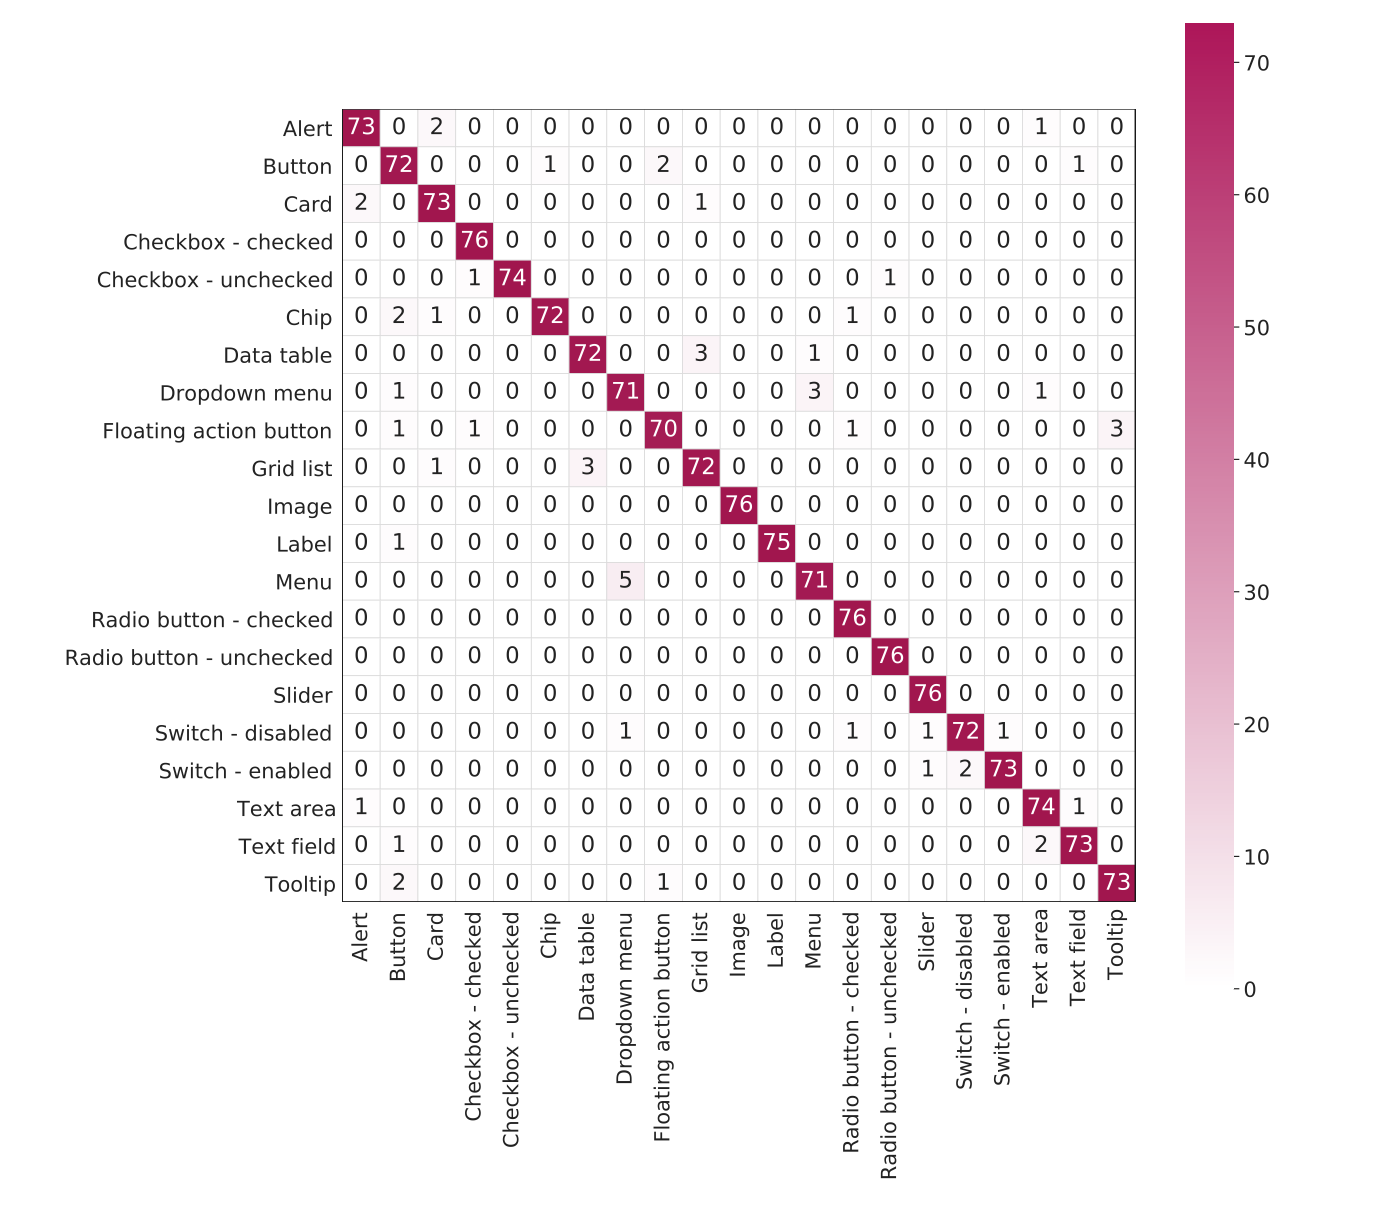 70
Alert 73 0 2 0 0 0 0 0 0 0 0 0 0 0 0 0 0 0 1 0 0
Button 0 72 0 0 0 1 0 0 2 0 0 0 0 0 0 0 0 0 0 1 0
60
Card 2 0 73 0 0 0 0 0 0 1 0 0 0 0 0 0 0 0 0 0 0
Checkbox - checked 0 0 0 76 0 0 0 0 0 0 0 0 0 0 0 0 0 0 0 0 0
Checkbox - unchecked 0 0 0 1 74 0 0 0 0 0 0 0 0 0 1 0 0 0 0 0 0
Chip 0 2 1 0 0 72 0 0 0 0 0 0 0 1 0 0 0 0 0 0 0
50
Data table 0 0 0 0 0 0 72 0 0 3 0 0 1 0 0 0 0 0 0 0 0
Dropdown menu 0 1 0 0 0 0 0 71 0 0 0 0 3 0 0 0 0 0 1 0 0
Floating action button 0 1 0 1 0 0 0 0 70 0 0 0 0 1 0 0 0 0 0 0 3
40
Grid list 0 0 1 0 0 0 3 0 0 72 0 0 0 0 0 0 0 0 0 0 0
Image 0 0 0 0 0 0 0 0 0 0 76 0 0 0 0 0 0 0 0 0 0
Label 0 1 0 0 0 0 0 0 0 0 0 75 0 0 0 0 0 0 0 0 0
Menu 0 0 0 0 0 0 0 5 0 0 0 0 71 0 0 0 0 0 0 0 0
30
Radio button - checked 0 0 0 0 0 0 0 0 0 0 0 0 0 76 0 0 0 0 0 0 0
Radio button - unchecked 0 0 0 0 0 0 0 0 0 0 0 0 0 0 76 0 0 0 0 0 0
Slider 0 0 0 0 0 0 0 0 0 0 0 0 0 0 0 76 0 0 0 0 0
20
Switch - disabled 0 0 0 0 0 0 0 1 0 0 0 0 0 1 0 1 72 1 0 0 0
Switch - enabled 0 0 0 0 0 0 0 0 0 0 0 0 0 0 0 1 2 73 0 0 0
Text area 1 0 0 0 0 0 0 0 0 0 0 0 0 0 0 0 0 0 74 1 0
Text field 0 1 0 0 0 0 0 0 0 0 0 0 0 0 0 0 0 0 2 73 0
10
Tooltip 0 2 0 0 0 0 0 0 1 0 0 0 0 0 0 0 0 0 0 0 73
0
Alert
Button
Card
Checkbox - checked
Checkbox - unchecked
Chip
Data table
Dropdown menu
Floating action button
Grid list
Image
Label
Menu
Radio button - checked
Radio button - unchecked
Slider
Switch - disabled
Switch - enabled
Text area
Text field
Tooltip